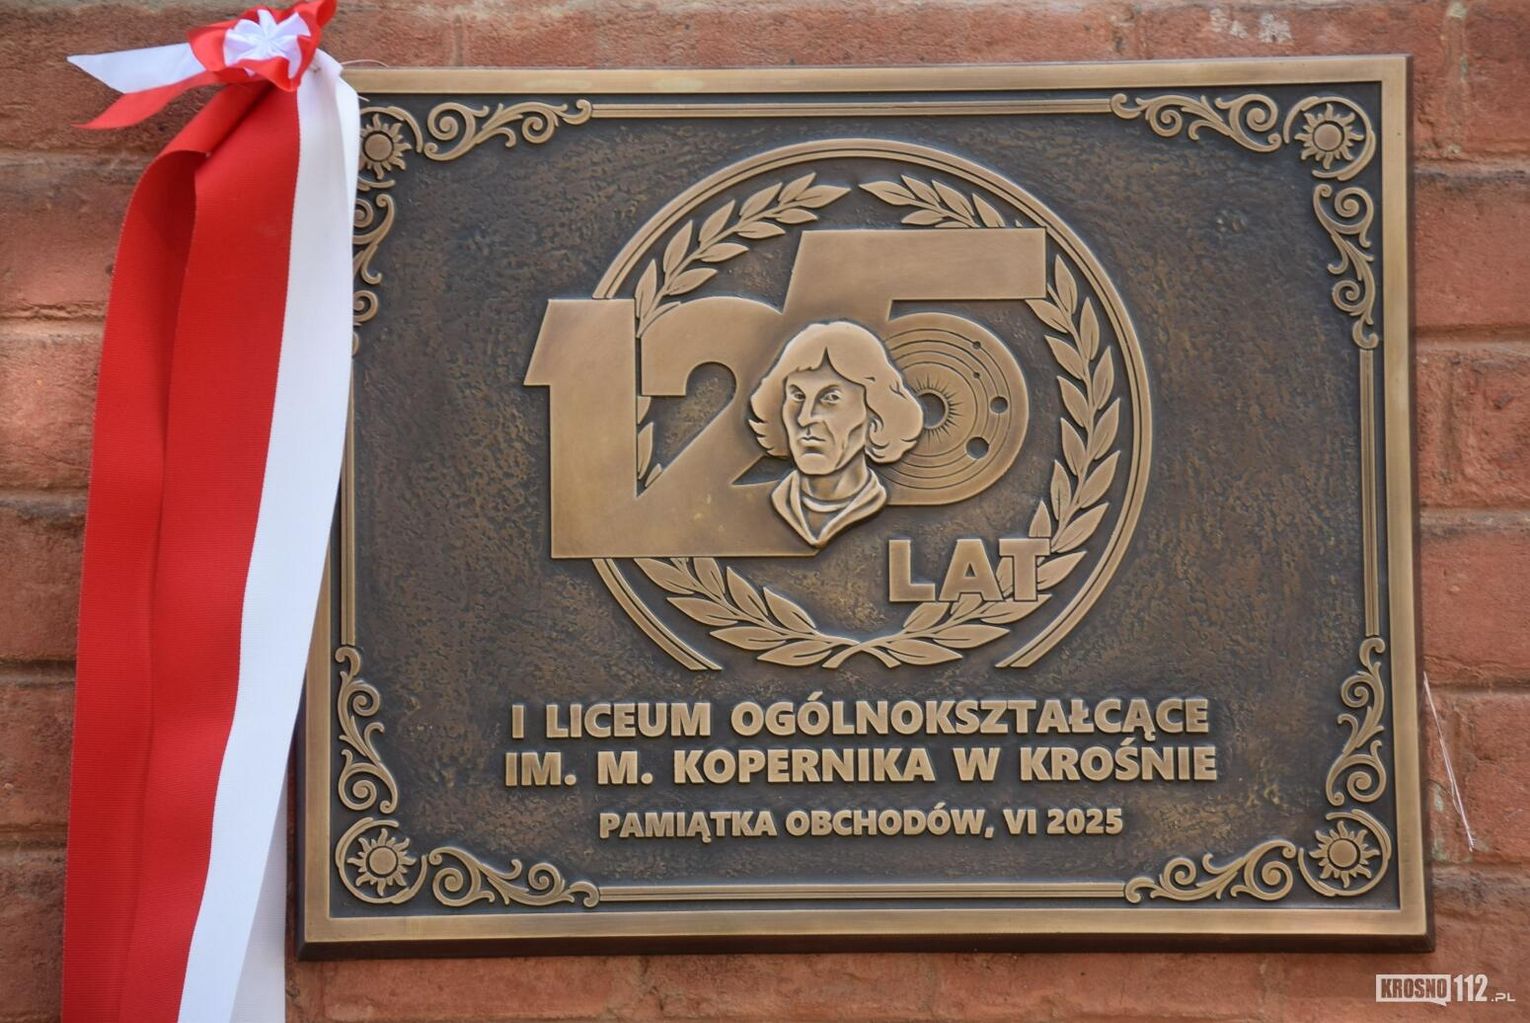 125
LAT
I LICEUM OGÓLNOKSZTAŁCĄCE
IM. M. KOPERNIKA W KROŚNIE
PAMIĄTKA OBCHODÓW, VI 2025
KROSNO112.PL